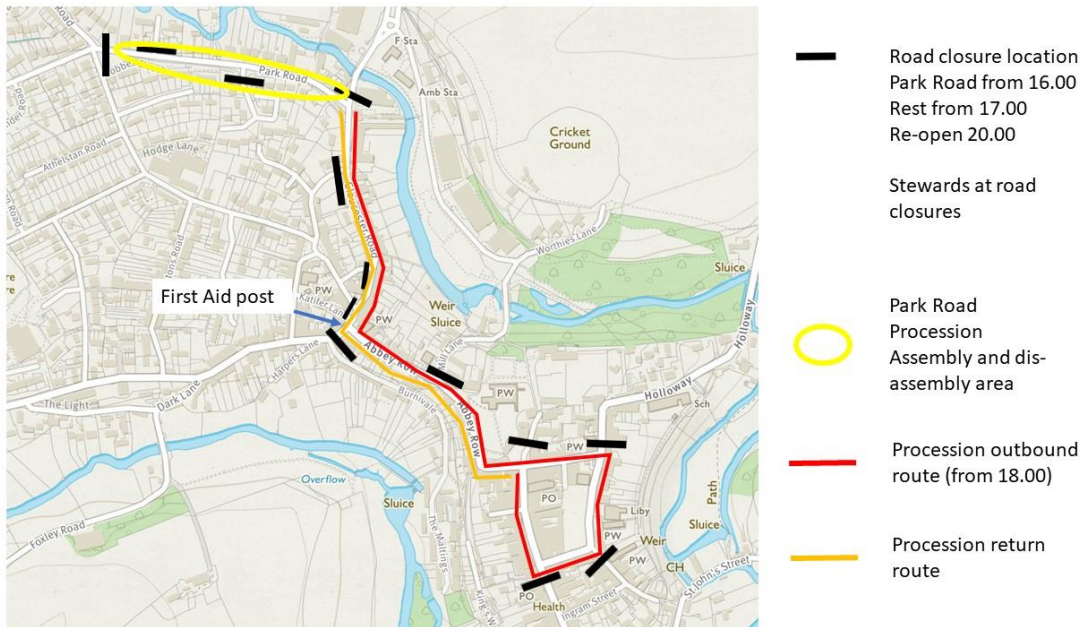 F Sta
Park Road
Amb Sta
Cricket
Ground
Hodge Lane
Athelstan Road
Gloucester Road
Worthies Lane
Sluice
First Aid post
Katifer Lane
PW
PW
Weir
Sluice
Holloway
Harpers Lane
Abbey Row
Mill Lane
Dark Lane
The Light
Burnivale
Abbey Row
PW
Holloway
Sch
PW
Overflow
Sluice
PO
Liby
Path
Sluice
Foxley Road
The Maltings
PW
Weir
CH
St John's Street
PO
Health
King's W
Ingram Street
PW
Road closure location
Park Road from 16.00
Rest from 17.00
Re-open 20.00
Stewards at road
closures
Park Road
Procession
Assembly and dis-
assembly area
Procession outbound
route (from 18.00)
Procession return
route